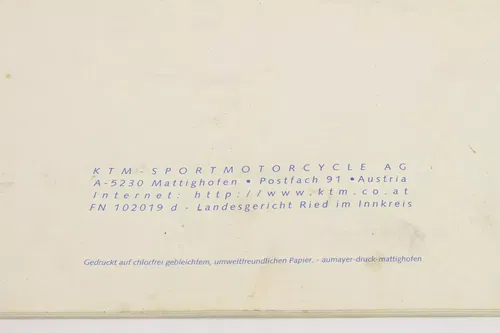 KTM-SPORTMOTORCYCLE AG
A-5230 Mattighofen • Postfach 91 • Austria
Internet: http://www.ktm.co.at
FN 102019 d - Landesgericht Ried im Innkreis
Gedruckt auf chlorfrei gebleichtem, umweltfreundlichen Papier. - aumayer-druck-mattighofen